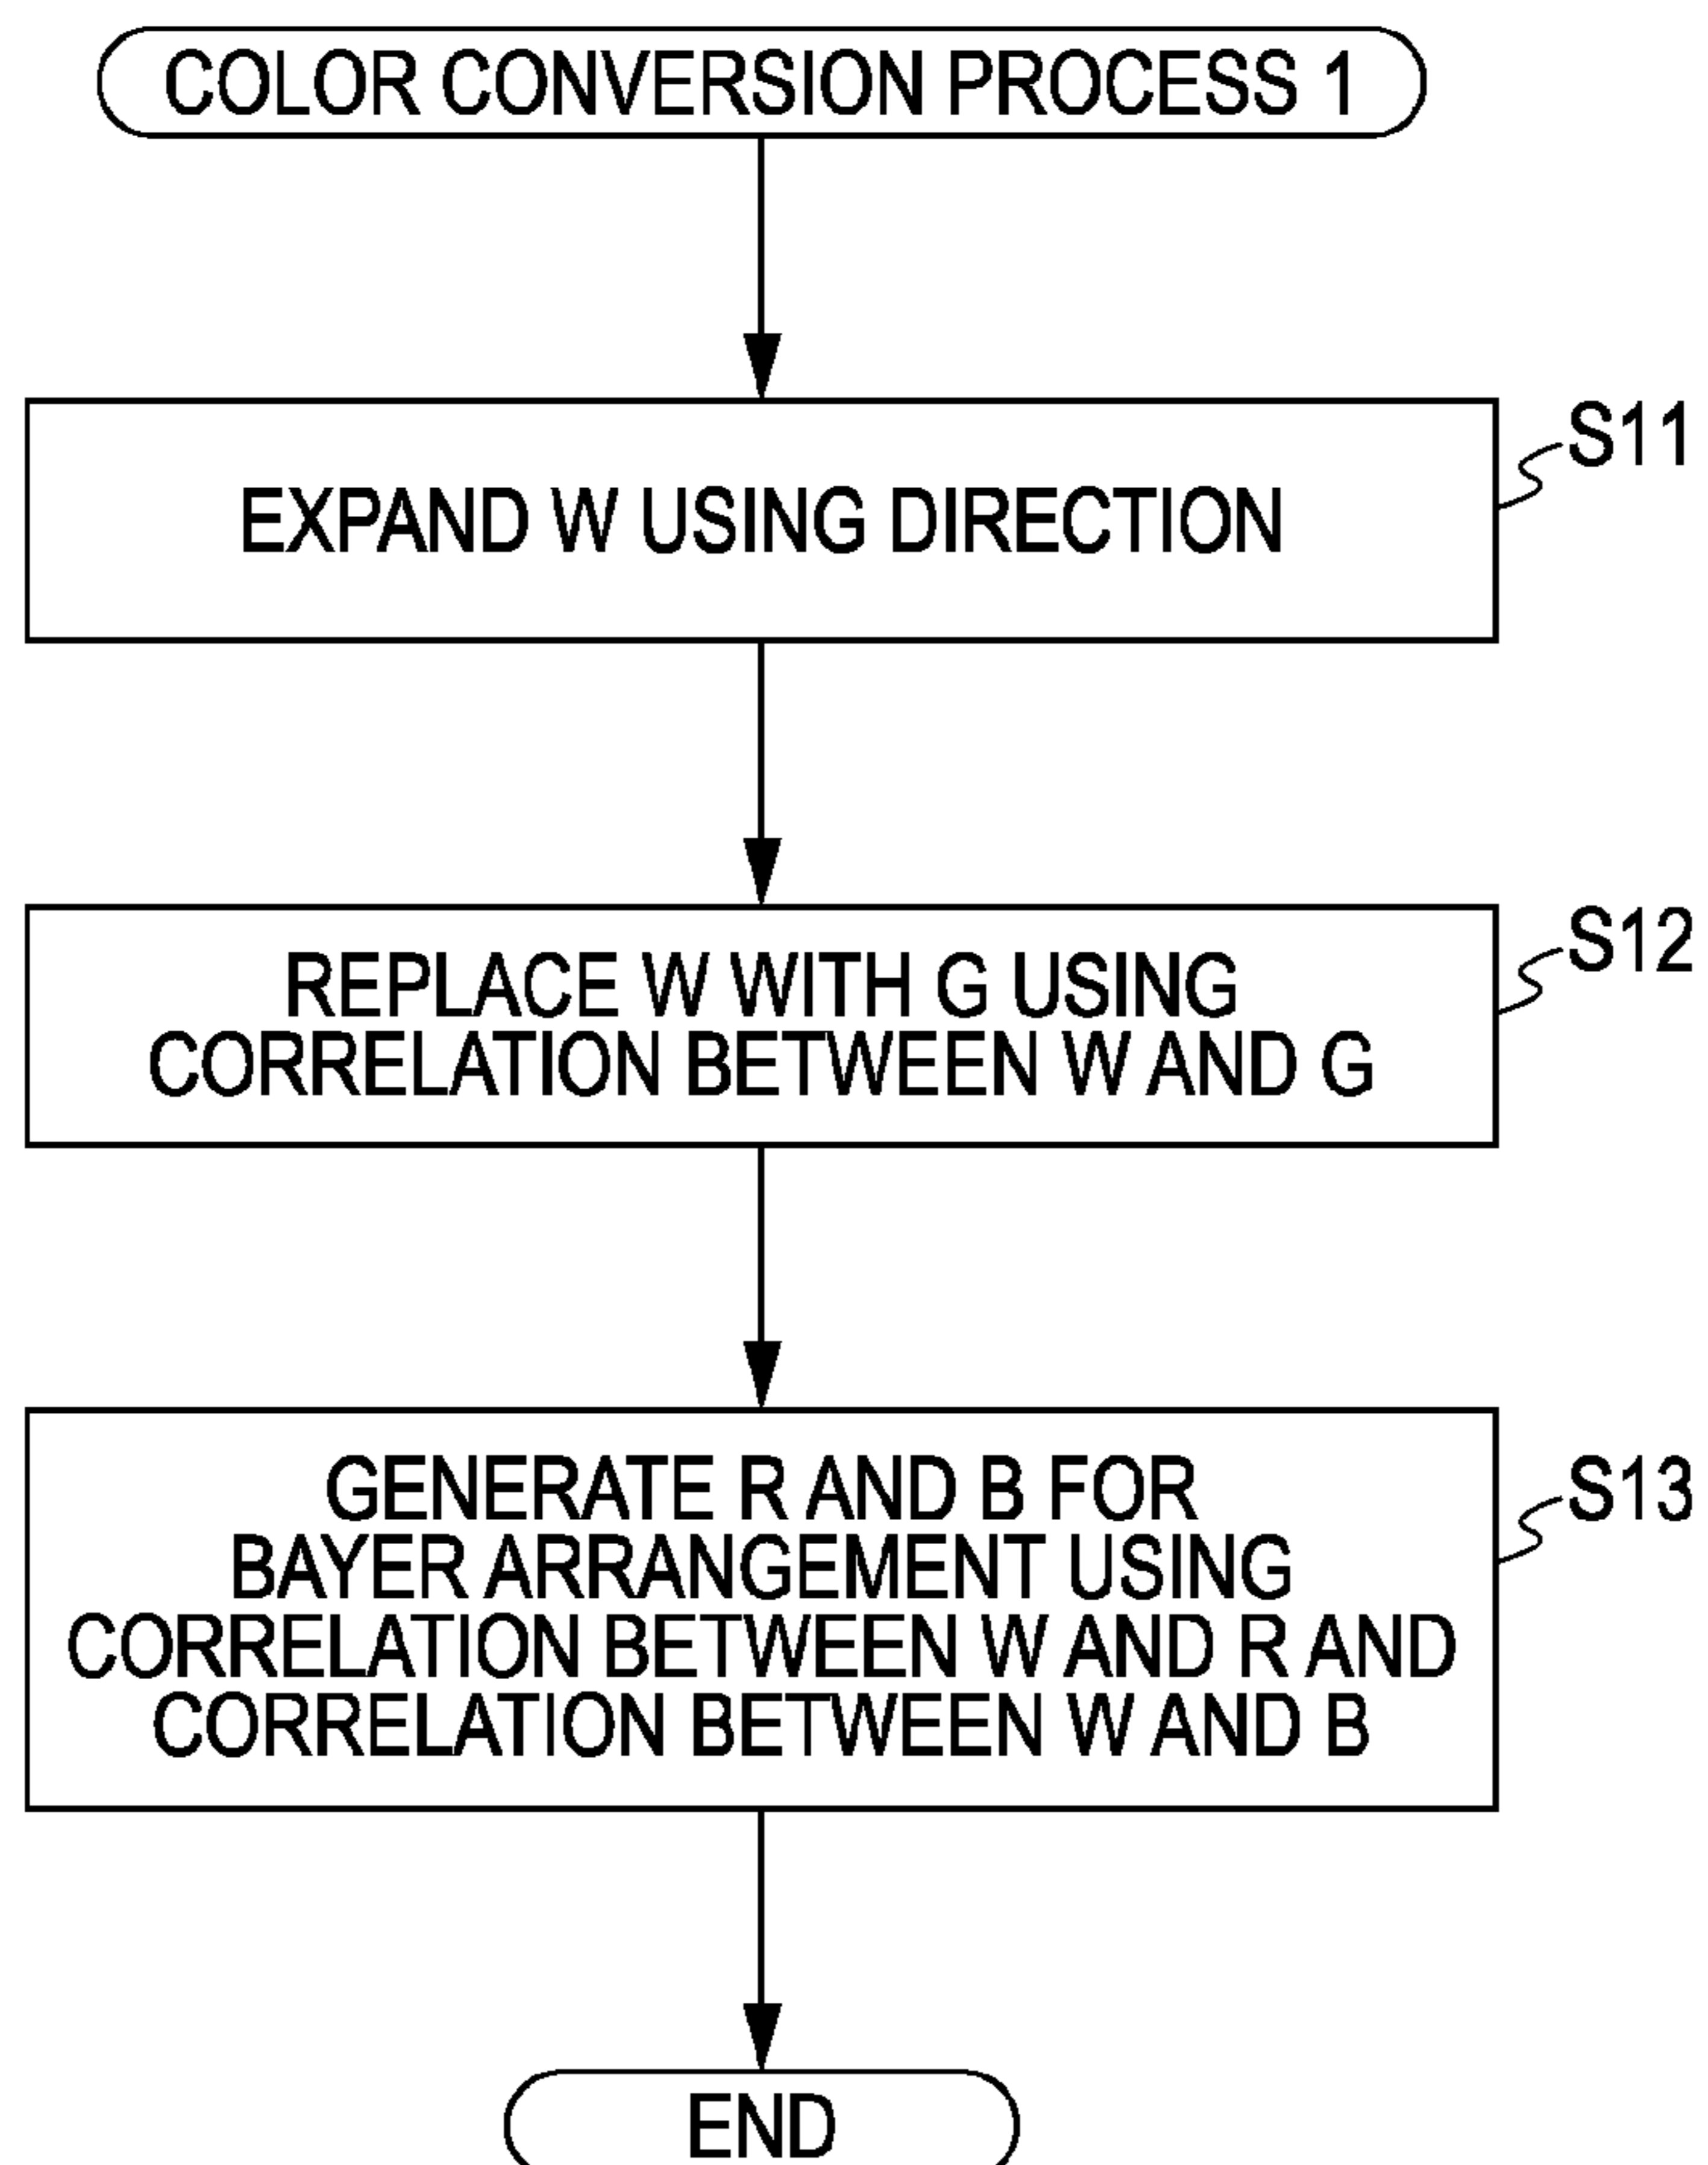 COLOR CONVERSION PROCESS 1
S11
EXPAND W USING DIRECTION
S12
REPLACE W WITH G USING
CORRELATION BETWEEN W AND G
S13
GENERATE R AND B FOR
BAYER ARRANGEMENT USING
CORRELATION BETWEEN W AND R AND
CORRELATION BETWEEN W AND B
END